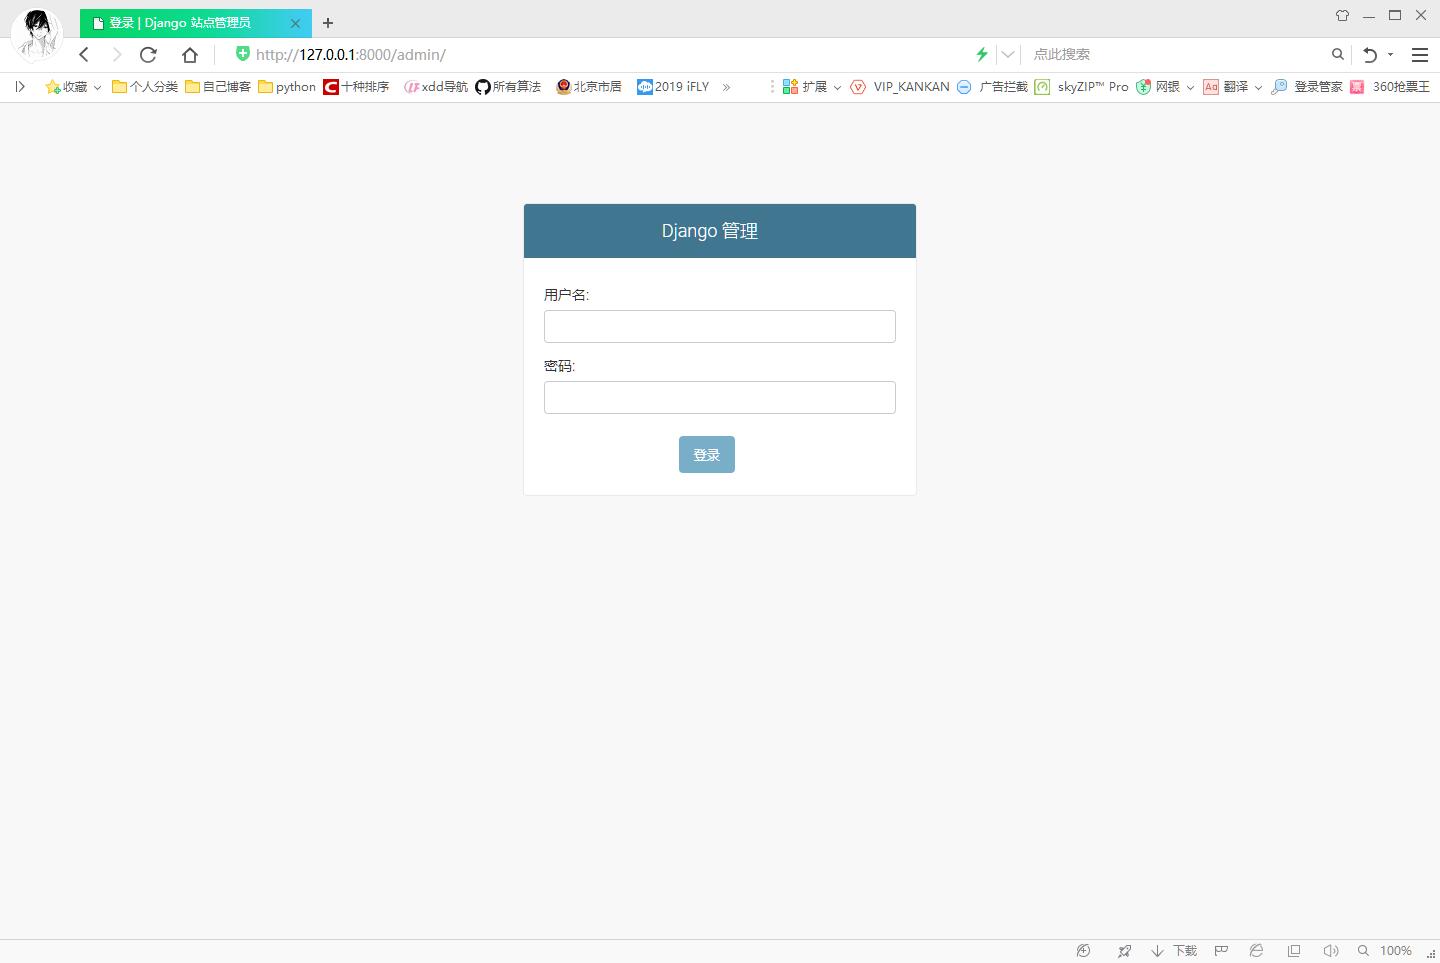 登录 | Django 站点管理员
http://127.0.0.1:8000/admin/
点此搜索
收藏 个人分类 自己博客 python 十种排序 xdd导航 所有算法 北京市居 2019 iFLY » 扩展 VIP_KANKAN 广告拦截 skyZIP™ Pro 网银 Aa 翻译 登录管家 票 360抢票王
Django 管理
用户名:
密码:
登录
下载 100%